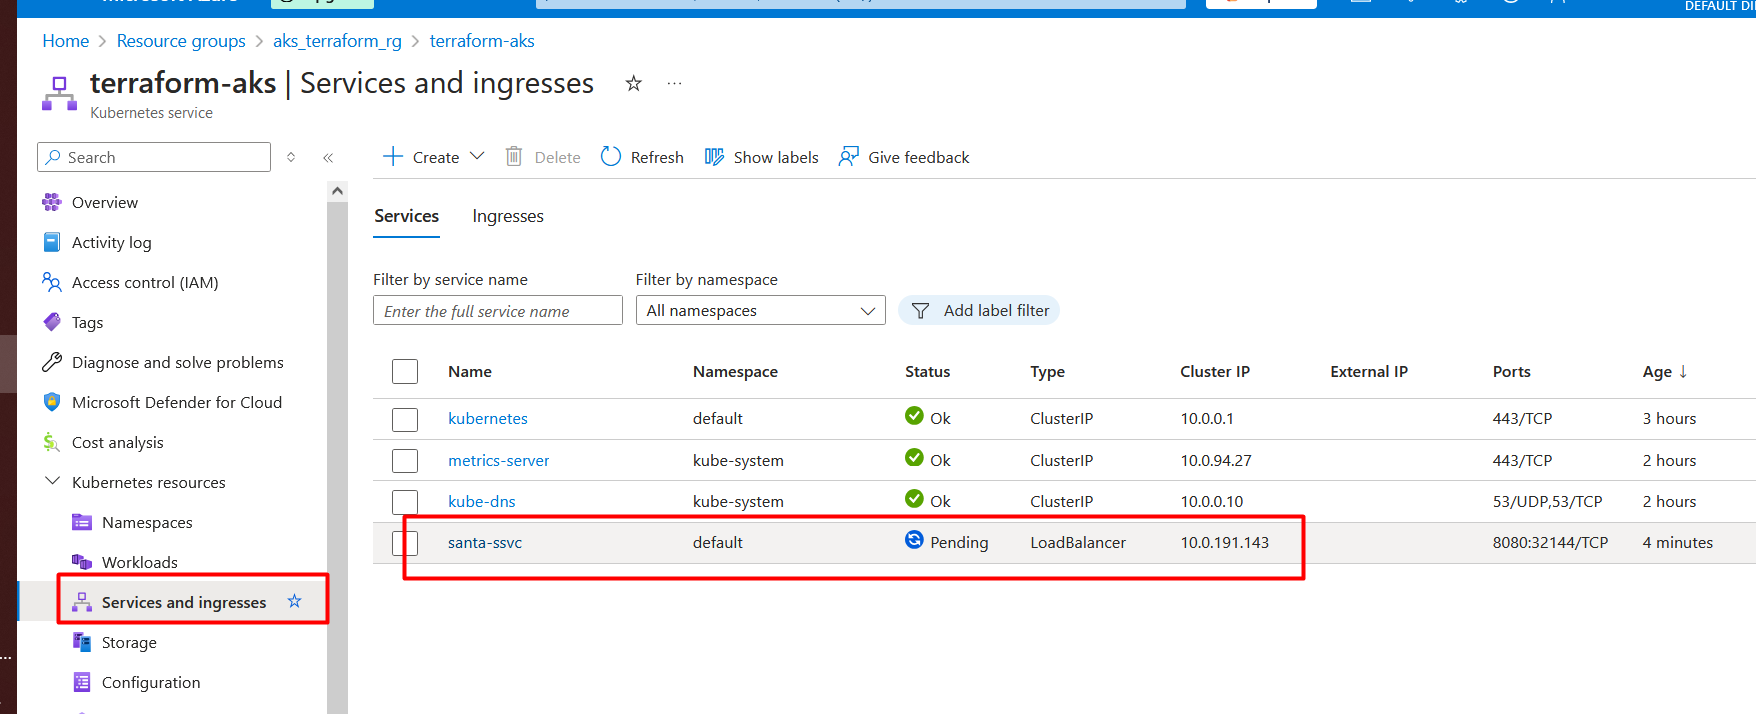 DEFAULT DI
Home > Resource groups > aks_terraform_rg > terraform-aks
terraform-aks | Services and ingresses
Kubernetes service
Search
Create
Delete
Refresh
Show labels
Give feedback
Overview
Activity log
Access control (IAM)
Tags
Diagnose and solve problems
Microsoft Defender for Cloud
Cost analysis
Kubernetes resources
Namespaces
Workloads
Services and ingresses
Storage
Configuration
Services Ingresses
Filter by service name Filter by namespace
Enter the full service name All namespaces Add label filter
Name Namespace Status Type Cluster IP External IP Ports Age ↓
kubernetes default Ok ClusterIP 10.0.0.1 443/TCP 3 hours
metrics-server kube-system Ok ClusterIP 10.0.94.27 443/TCP 2 hours
kube-dns kube-system Ok ClusterIP 10.0.0.10 53/UDP,53/TCP 2 hours
santa-ssvc default Pending LoadBalancer 10.0.191.143 8080:32144/TCP 4 minutes